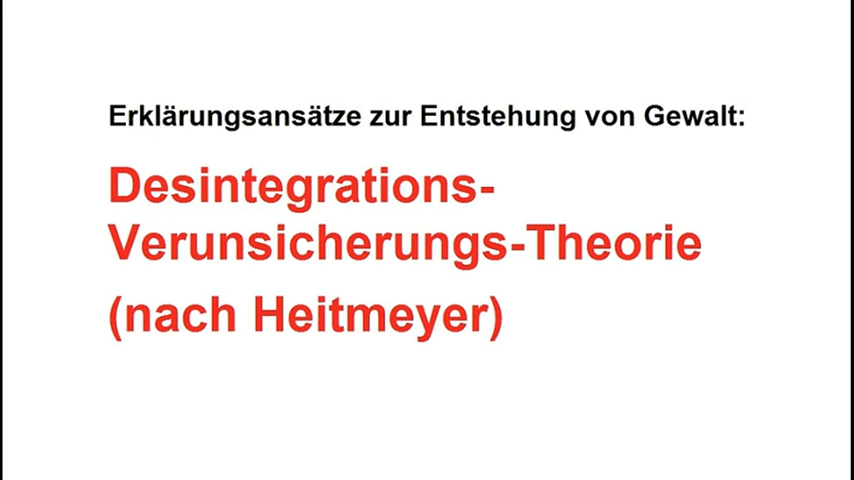 Erklärungsansätze zur Entstehung von Gewalt:
Desintegrations-
Verunsicherungs-Theorie
(nach Heitmeyer)